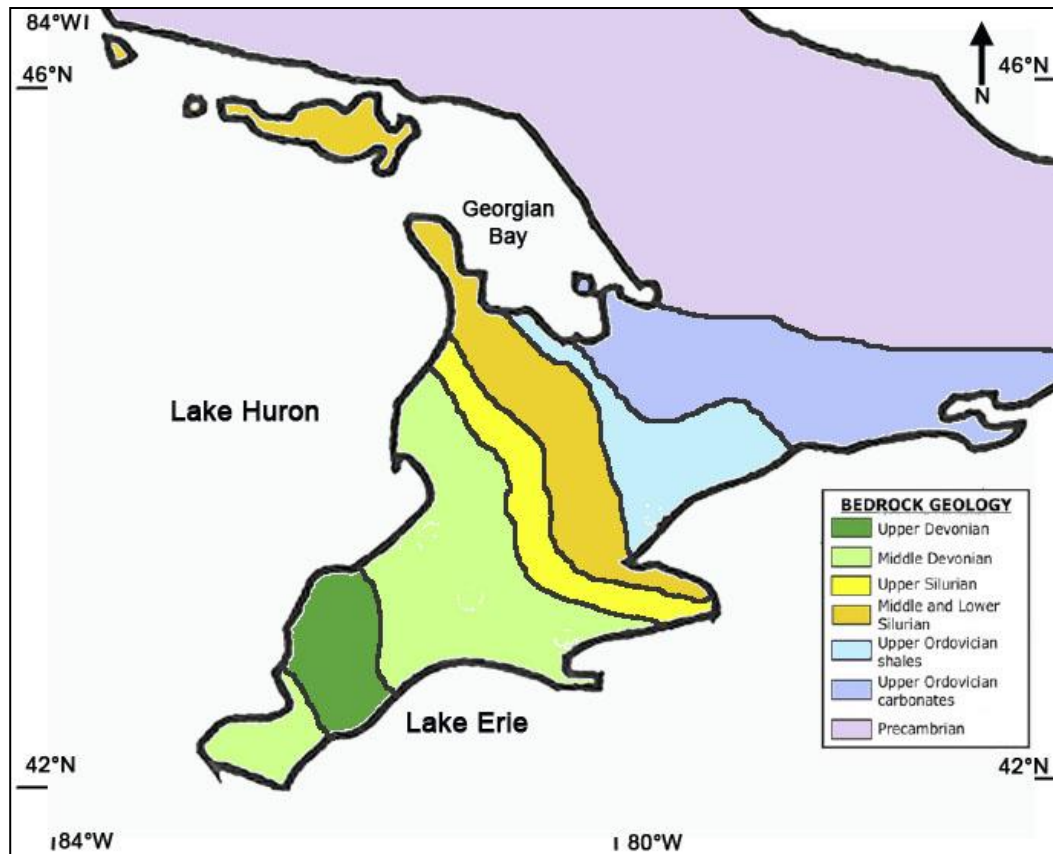 84°WI
46°N
46°N
N
Georgian
Bay
Lake Huron
BEDROCK GEOLOGY
Upper Devonian
Middle Devonian
Upper Silurian
Middle and Lower
Silurian
Upper Ordovician
shales
Upper Ordovician
carbonates
Precambrian
Lake Erie
42°N
42°N
84°W
80°W